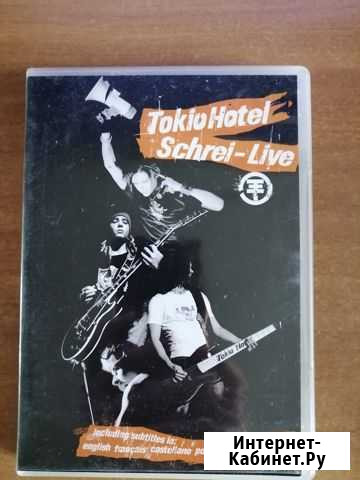 Tokio Hotel
Schrei-Live
Tokio Hotel
including subtitles in:
english français castellano
Интернет-
Кабинет.Ру